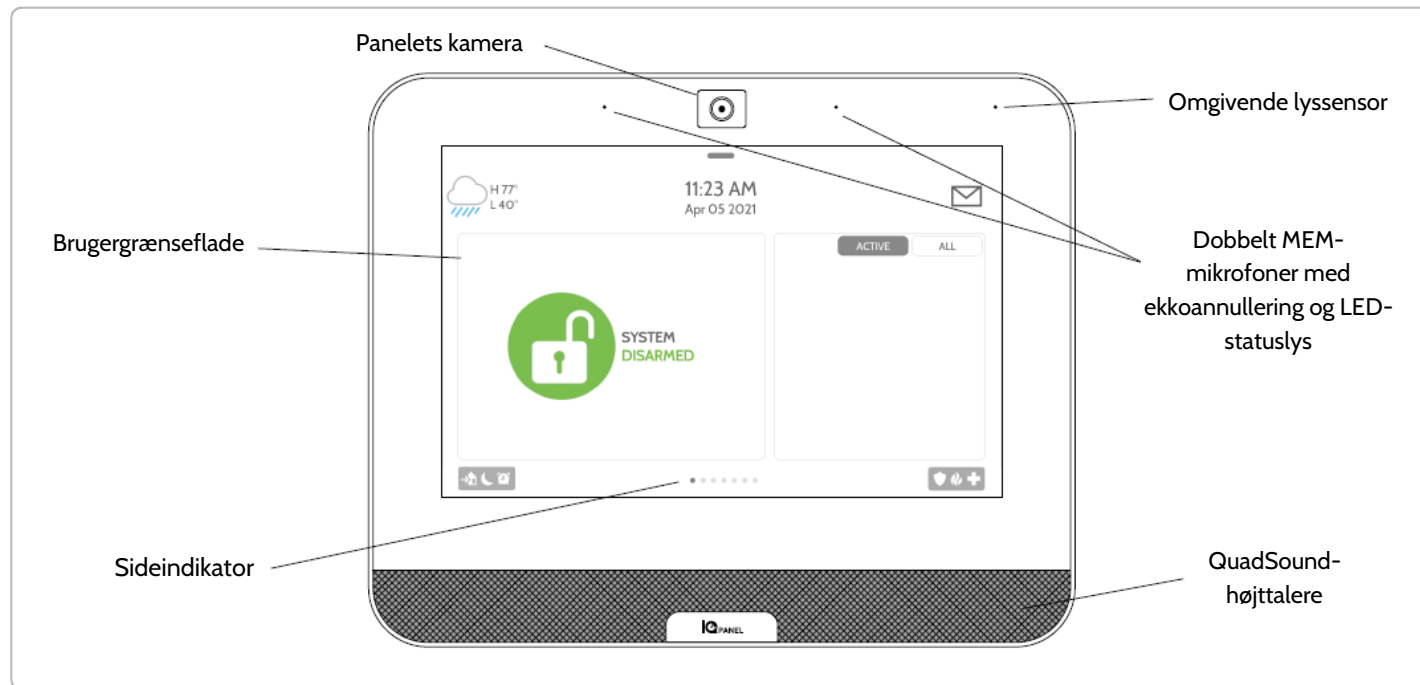 Panelets kamera
Omgivende lyssensor
H 77°
L 40°
11:23 AM
Apr 05 2021
Brugergrænseflade
ACTIVE
ALL
Dobbelt MEM-
mikrofoner med
ekkoannullering og LED-
statuslys
SYSTEM
DISARMED
Sideindikator
QuadSound-
højttalere
IQ PANEL